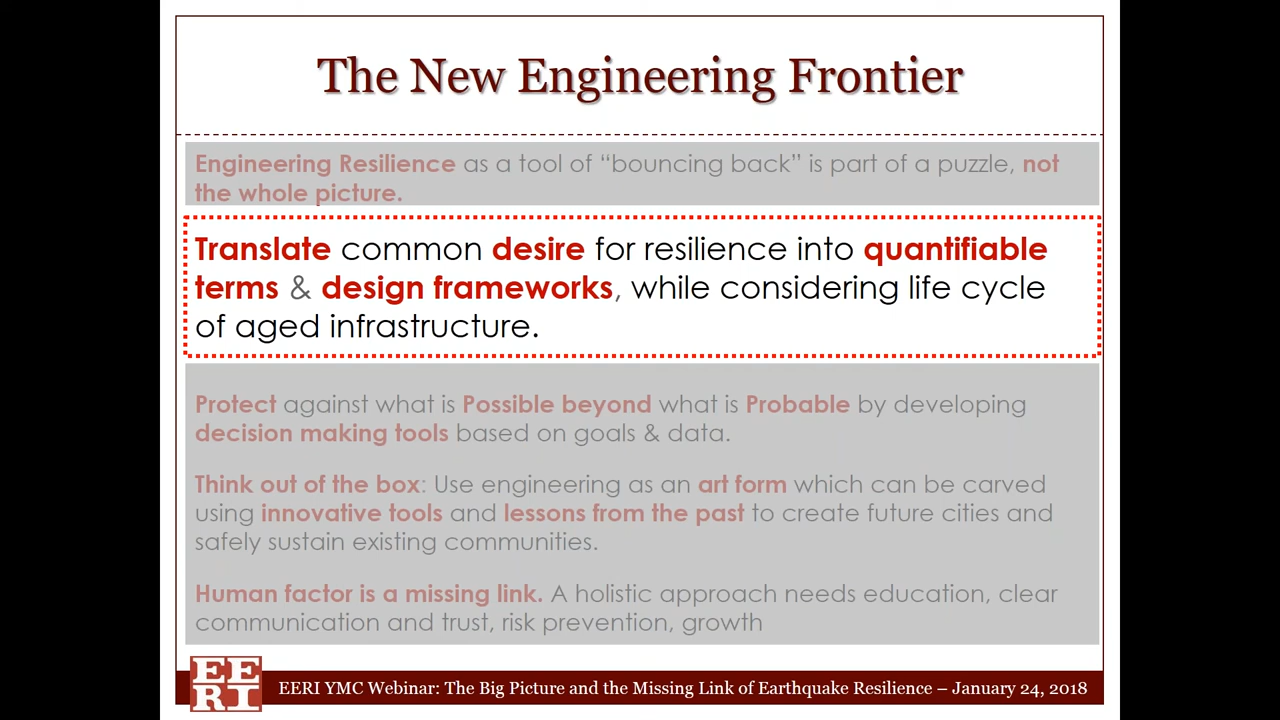 The New Engineering Frontier
Engineering Resilience as a tool of “bouncing back” is part of a puzzle, not
the whole picture.
Translate common desire for resilience into quantifiable
terms & design frameworks, while considering life cycle
of aged infrastructure.
Protect against what is Possible beyond what is Probable by developing
decision making tools based on goals & data.
Think out of the box: Use engineering as an art form which can be carved
using innovative tools and lessons from the past to create future cities and
safely sustain existing communities.
Human factor is a missing link. A holistic approach needs education, clear
communication and trust, risk prevention, growth
EE
RI
EERI YMC Webinar: The Big Picture and the Missing Link of Earthquake Resilience – January 24, 2018